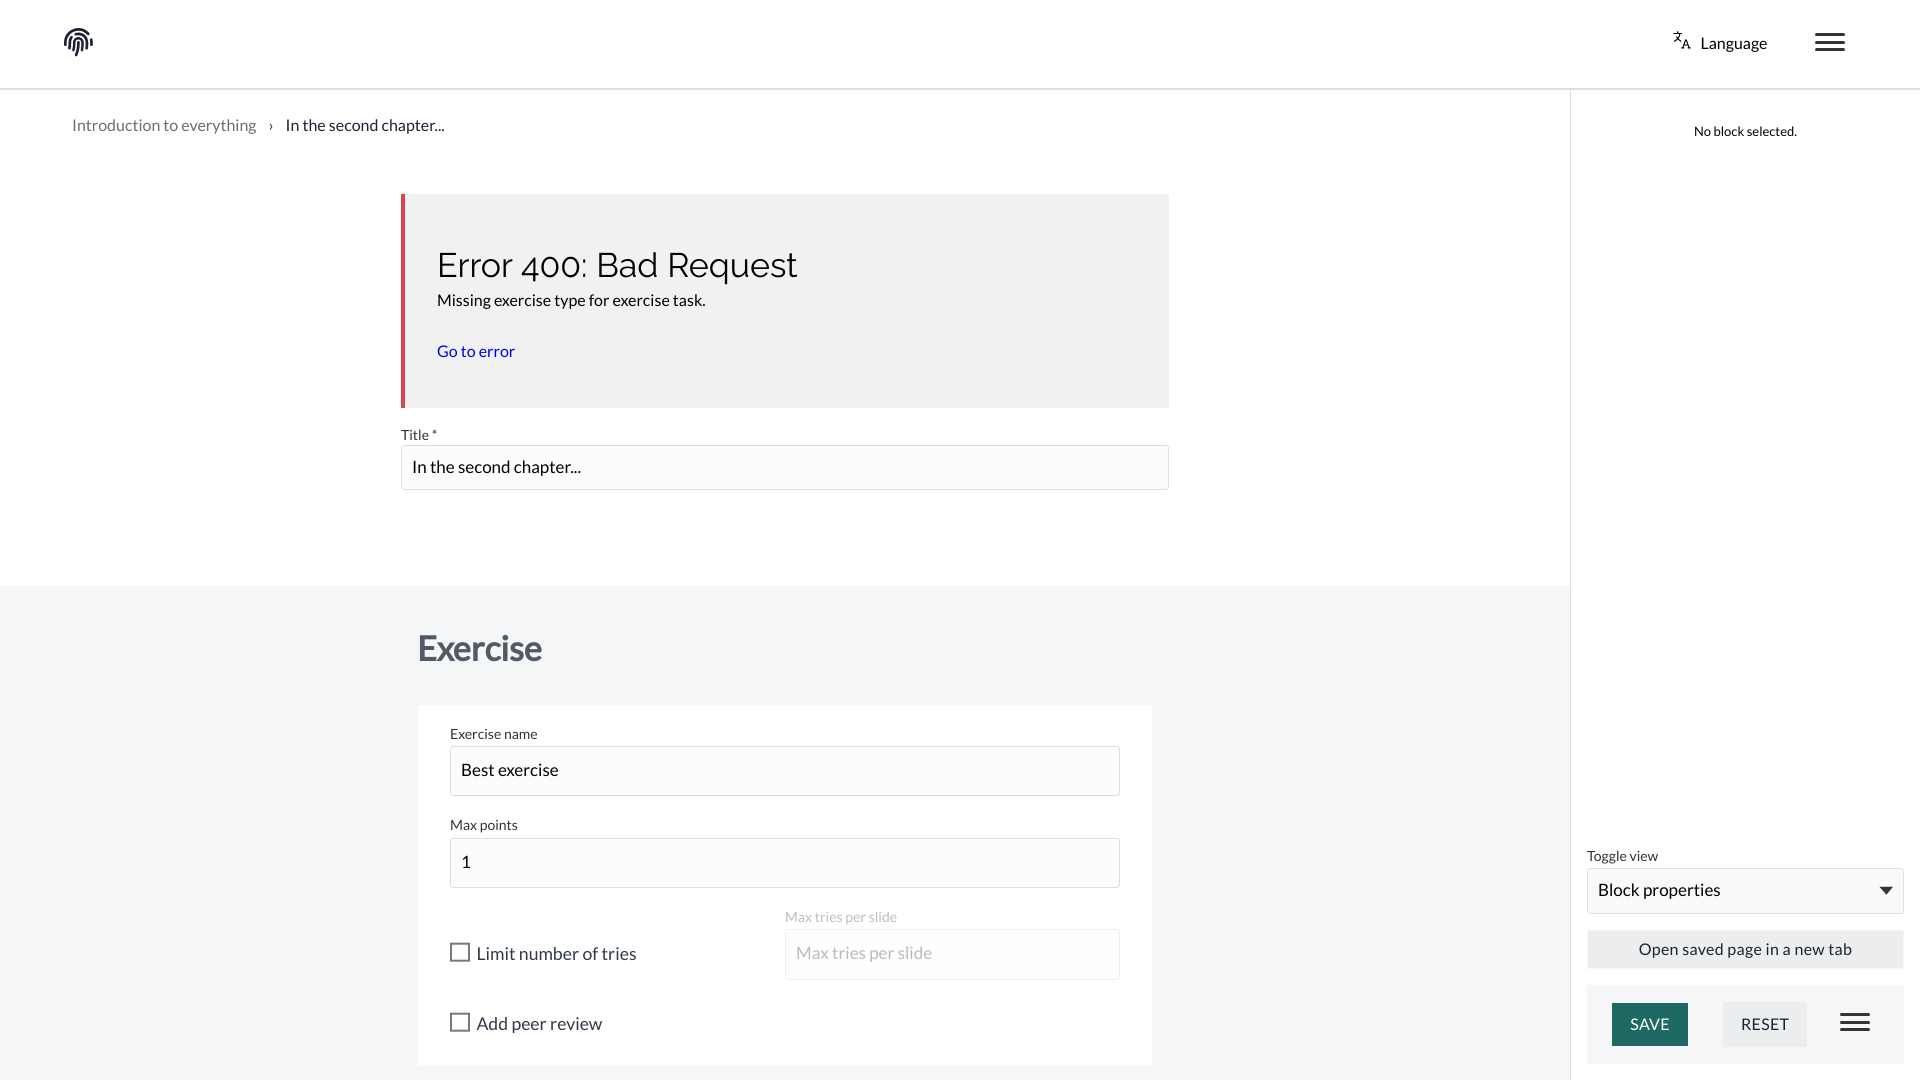 Language
Introduction to everything › In the second chapter...
No block selected.
Error 400: Bad Request
Missing exercise type for exercise task.
Go to error
Title *
In the second chapter...
Exercise
Exercise name
Best exercise
Max points
1
Max tries per slide
Limit number of tries
Max tries per slide
Add peer review
Toggle view
Block properties
Open saved page in a new tab
SAVE
RESET